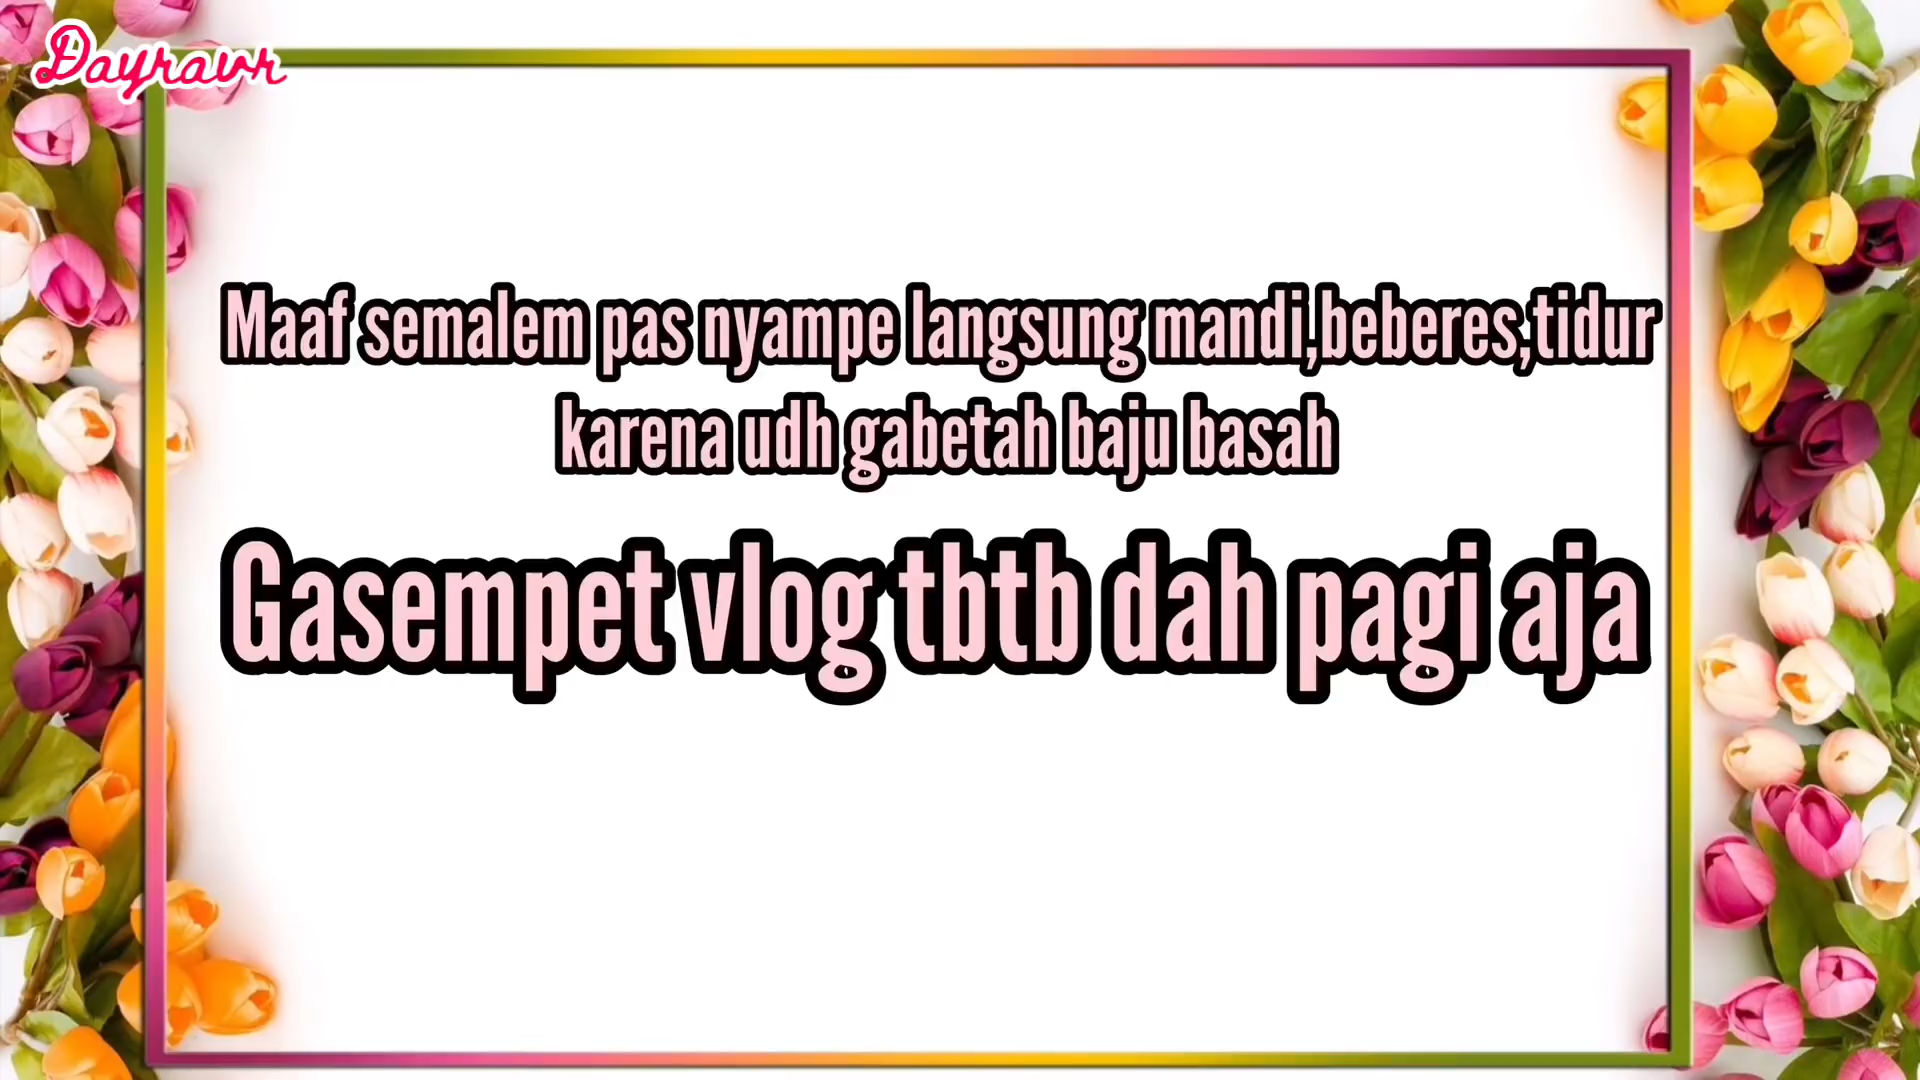 Dayravr
Maaf semalem pas nyampe langsung mandi,beberes,tidur
karena udh gabetah baju basah
Gasempet vlog tbtb dah pagi aja